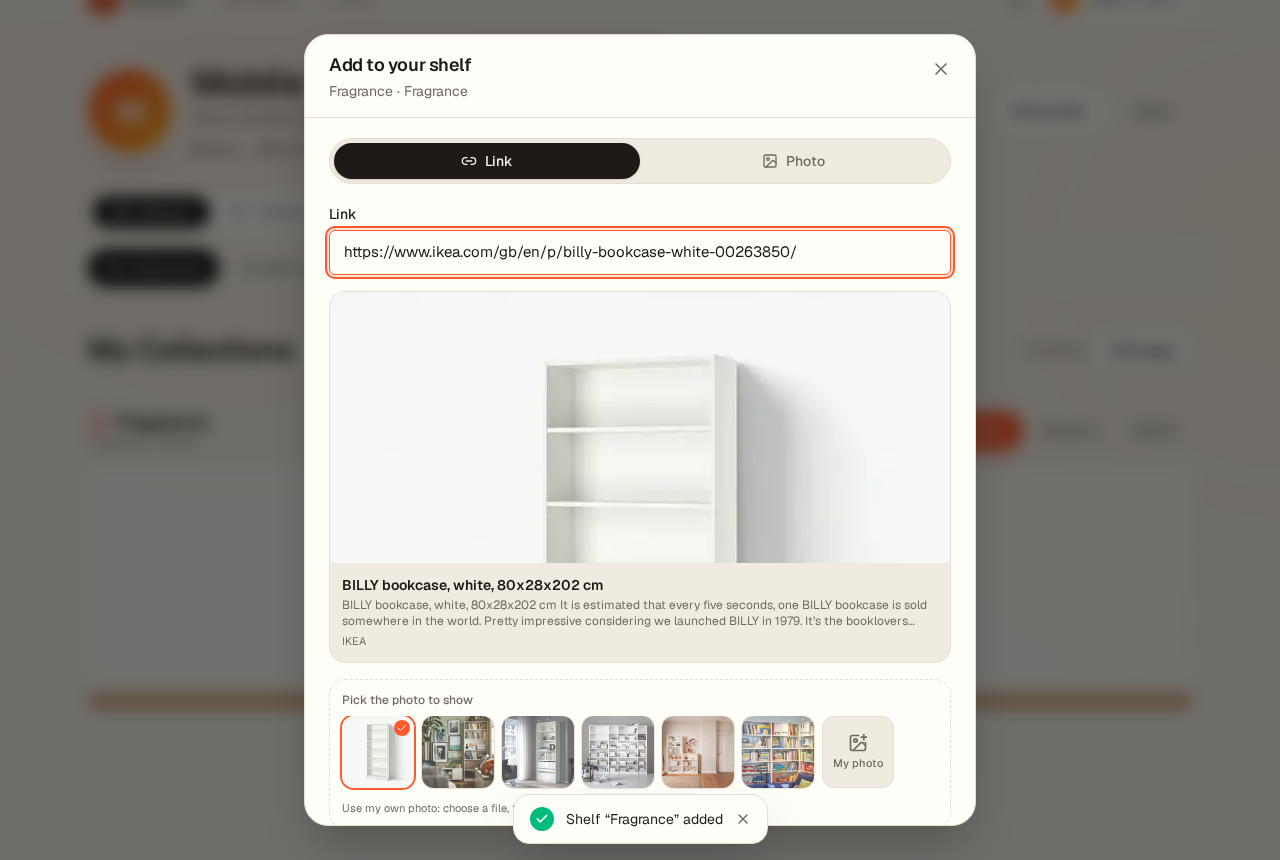 Add to your shelf
Fragrance · Fragrance
Link
Photo
Link
https://www.ikea.com/gb/en/p/billy-bookcase-white-00263850/
BILLY bookcase, white, 80x28x202 cm
BILLY bookcase, white, 80x28x202 cm It is estimated that every five seconds, one BILLY bookcase is sold
somewhere in the world. Pretty impressive considering we launched BILLY in 1979. It's the booklovers...
IKEA
Pick the photo to show
My photo
Use my own photo: choose a file,
Shelf “Fragrance” added
My Collections
Fragrance